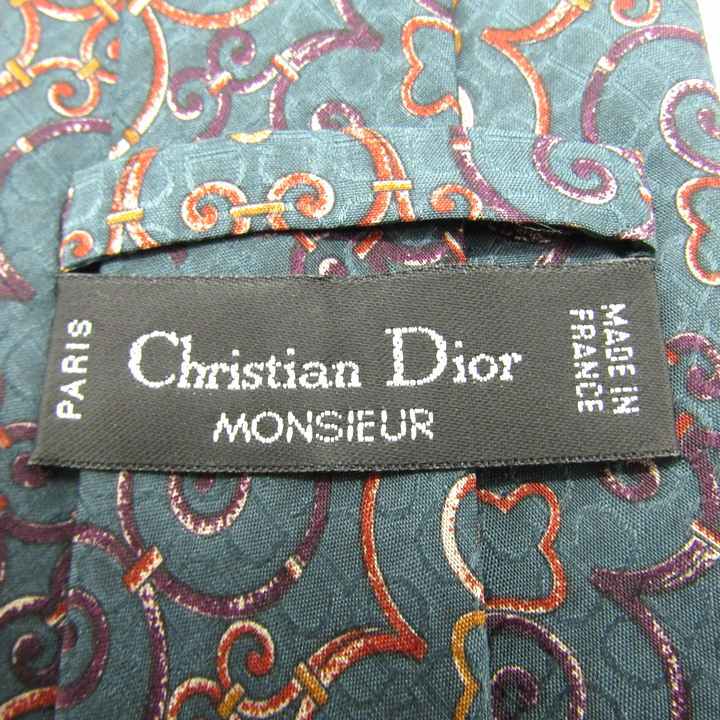 PARIS
Christian Dior
MONSIEUR
MADE IN
FRANCE